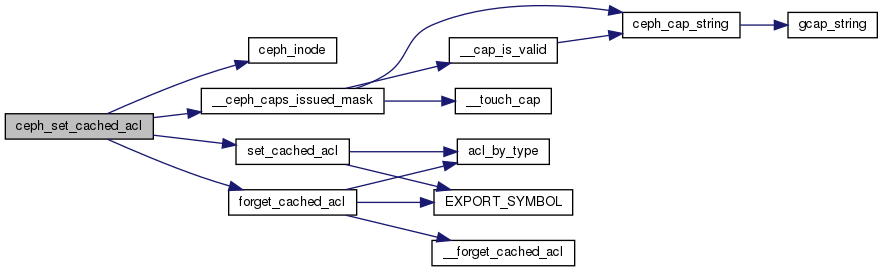 ceph_set_cached_acl
ceph_inode
__ceph_caps_issued_mask
set_cached_acl
forget_cached_acl
__cap_is_valid
__touch_cap
acl_by_type
EXPORT_SYMBOL
__forget_cached_acl
ceph_cap_string
gcap_string